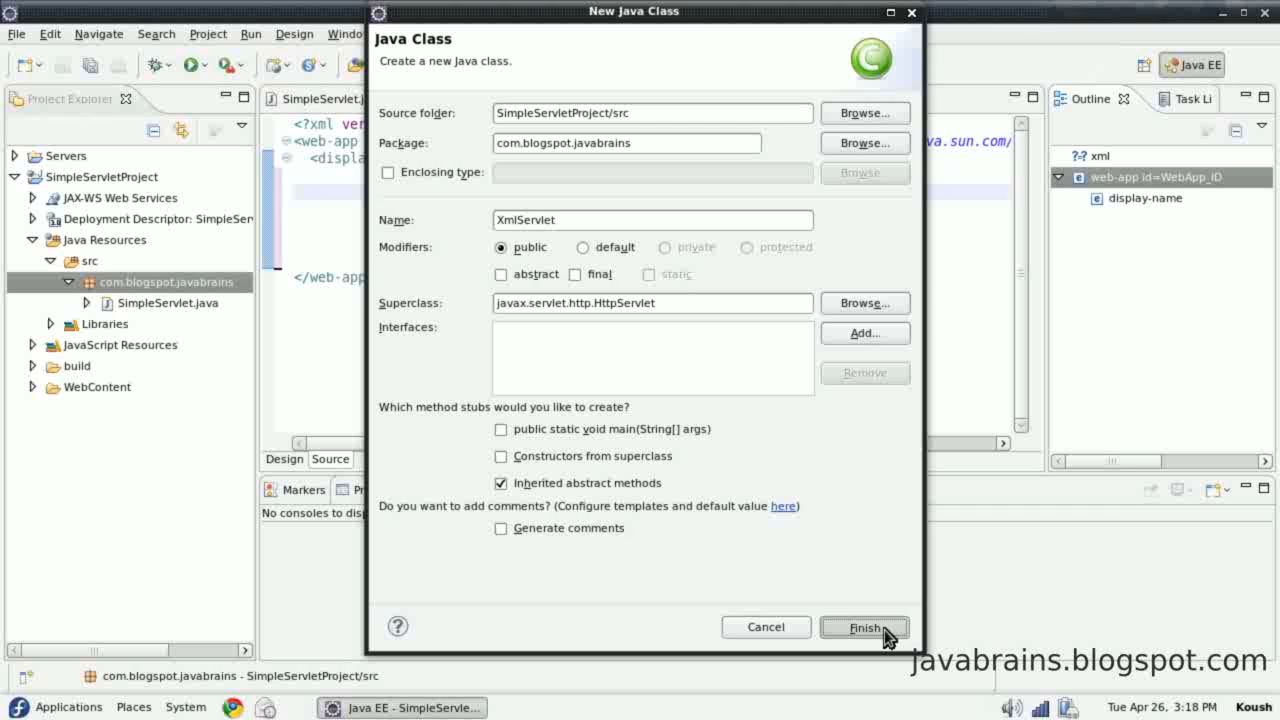 New Java Class
File Edit Navigate Search Project Run Design Windo
Java Class
Create a new Java class.
Java EE
Project Explorer
SimpleServlet.j
Outline
Task Li
Source folder:
SimpleServletProject/src
Browse...
Package:
com.blogspot.javabrains
Browse...
Enclosing type:
Browse...
Servers
SimpleServletProject
JAX-WS Web Services
Deployment Descriptor: SimpleSer
Java Resources
src
com.blogspot.javabrains
SimpleServlet.java
Libraries
JavaScript Resources
build
WebContent
<?xml ver
<web-app
va.sun.com/
<displa
</web-app
xml
web-app id=WebApp_ID
display-name
Name:
XmlServlet
Modifiers:
public default private protected
abstract final static
Superclass:
javax.servlet.http.HttpServlet
Browse...
Interfaces:
Add...
Remove
Which method stubs would you like to create?
public static void main(String[] args)
Constructors from superclass
Inherited abstract methods
Do you want to add comments? (Configure templates and default value here)
Generate comments
Design Source
Markers Pr
No consoles to disp
Cancel
Finish
javabrains.blogspot.com
com.blogspot.javabrains - SimpleServletProject/src
Applications Places System
Java EE - SimpleServle...
Tue Apr 26, 3:18 PM Koush